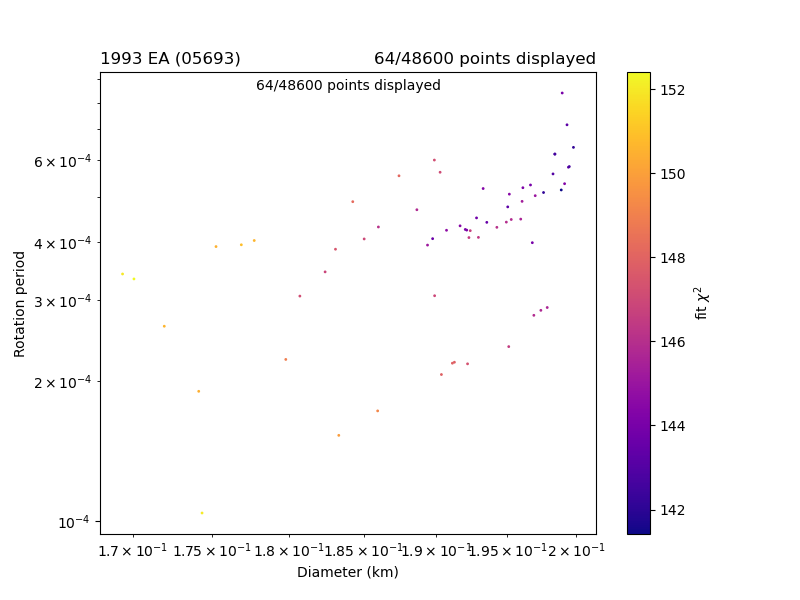 1993 EA (05693) 64/48600 points displayed
64/48600 points displayed
Rotation period
6 × 10⁻⁴
4 × 10⁻⁴
3 × 10⁻⁴
2 × 10⁻⁴
10⁻⁴
1.7 × 10⁻¹ 1.75 × 10⁻¹ 1.8 × 10⁻¹ 1.85 × 10⁻¹ 1.9 × 10⁻¹ 1.95 × 10⁻¹ 2 × 10⁻¹
Diameter (km)
152
150
148
146
144
142
fit χ²